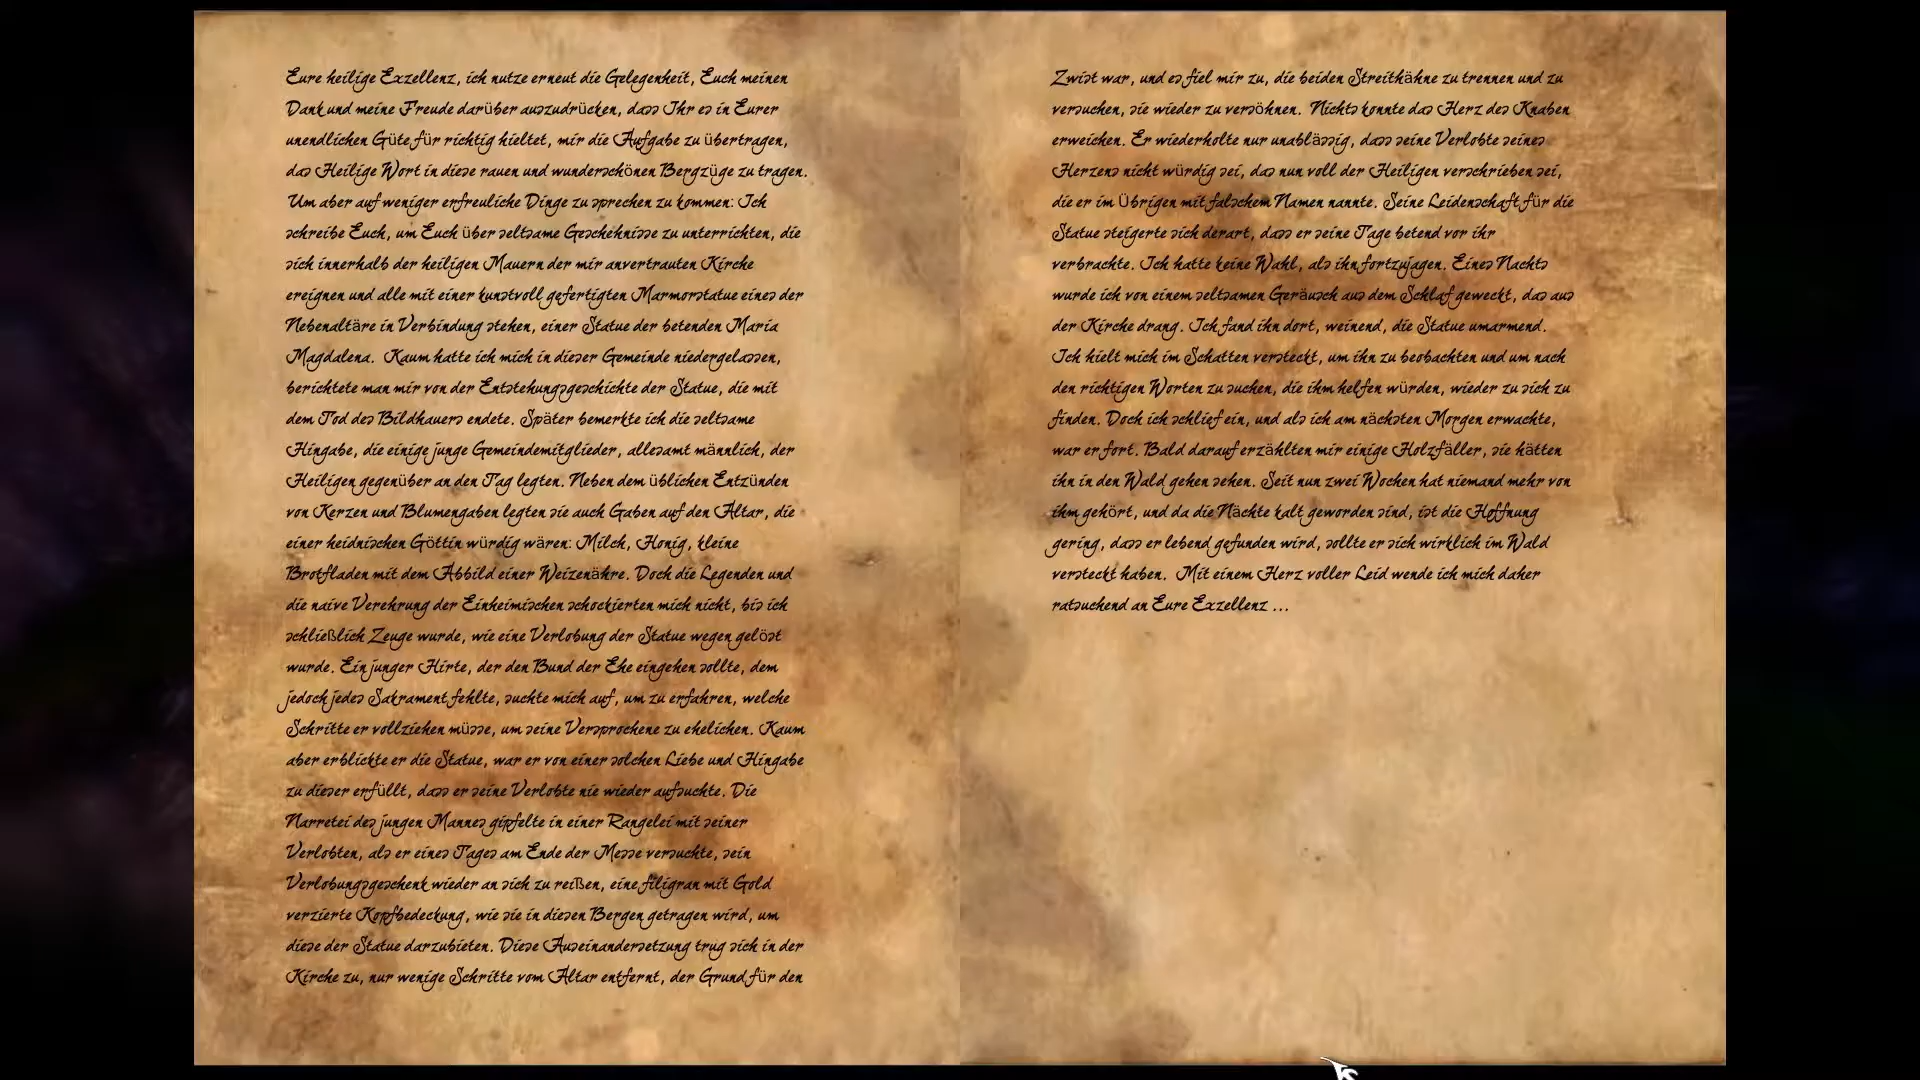 Eure heilige Exzellenz, ich nutze erneut die Gelegenheit, Euch meinen
Dank und meine Freude darüber auszudrücken, dass Ihr es in Eurer
unendlichen Güte für richtig hieltet, mir die Aufgabe zu übertragen,
das Heilige Wort in diese rauen und wunderschönen Bergzüge zu tragen.
Um aber auf weniger erfreuliche Dinge zu sprechen zu kommen: Ich
schreibe Euch, um Euch über seltsame Geschehnisse zu unterrichten, die
sich innerhalb der heiligen Mauern der mir anvertrauten Kirche
ereignen und alle mit einer kunstvoll gefertigten Marmorstatue eines der
Nebenaltäre in Verbindung stehen, einer Statue der betenden Maria
Magdalena. Kaum hatte ich mich in dieser Gemeinde niedergelassen,
berichtete man mir von der Entstehungsgeschichte der Statue, die mit
dem Tod des Bildhauers endete. Später bemerkte ich die seltsame
Hingabe, die einige junge Gemeindemitglieder, allesamt männlich, der
Heiligen gegenüber an den Tag legten. Neben dem üblichen Entzünden
von Kerzen und Blumengaben legten sie auch Gaben auf den Altar, die
einer heidnischen Göttin würdig wären: Milch, Honig, kleine
Brotfladen mit dem Abbild einer Weizenähre. Doch die Legenden und
die naive Verehrung der Einheimischen schockierten mich nicht, bis ich
schließlich Zeuge wurde, wie eine Verlobung der Statue wegen gelöst
wurde. Ein junger Hirte, der den Bund der Ehe eingehen sollte, dem
jedoch jedes Sakrament fehlte, suchte mich auf, um zu erfahren, welche
Schritte er vollziehen müsse, um seine Versprochene zu ehelichen. Kaum
aber erblickte er die Statue, war er von einer solchen Liebe und Hingabe
zu dieser erfüllt, dass er seine Verlobte nie wieder aufsuchte. Die
Narretei des jungen Mannes gipfelte in einer Rangelei mit seiner
Verlobten, als er eines Tages am Ende der Messe versuchte, sein
Verlobungsgeschenk wieder an sich zu reißen, eine filigran mit Gold
verzierte Kopfbedeckung, wie sie in diesen Bergen getragen wird, um
diese der Statue darzubieten. Diese Auseinandersetzung trug sich in der
Kirche zu, nur wenige Schritte vom Altar entfernt, der Grund für den
Zwist war, und es fiel mir zu, die beiden Streithähne zu trennen und zu
versuchen, sie wieder zu versöhnen. Nichts konnte das Herz des Knaben
erweichen. Er wiederholte nur unablässig, dass seine Verlobte seines
Herzens nicht würdig sei, das nun voll der Heiligen verschrieben sei,
die er im Übrigen mit falschem Namen nannte. Seine Leidenschaft für die
Statue steigerte sich derart, dass er seine Tage betend vor ihr
verbrachte. Ich hatte keine Wahl, als ihn fortzujagen. Eines Nachts
wurde ich von einem seltsamen Geräusch aus dem Schlaf geweckt, das aus
der Kirche drang. Ich fand ihn dort, weinend, die Statue umarmend.
Ich hielt mich im Schatten versteckt, um ihn zu beobachten und um nach
den richtigen Worten zu suchen, die ihm helfen würden, wieder zu sich zu
finden. Doch ich schlief ein, und als ich am nächsten Morgen erwachte,
war er fort. Bald darauf erzählten mir einige Holzfäller, sie hätten
ihn in den Wald gehen sehen. Seit nun zwei Wochen hat niemand mehr von
ihm gehört, und da die Nächte kalt geworden sind, ist die Hoffnung
gering, dass er lebend gefunden wird, sollte er sich wirklich im Wald
versteckt haben. Mit einem Herz voller Leid wende ich mich daher
ratsuchend an Eure Exzellenz ...